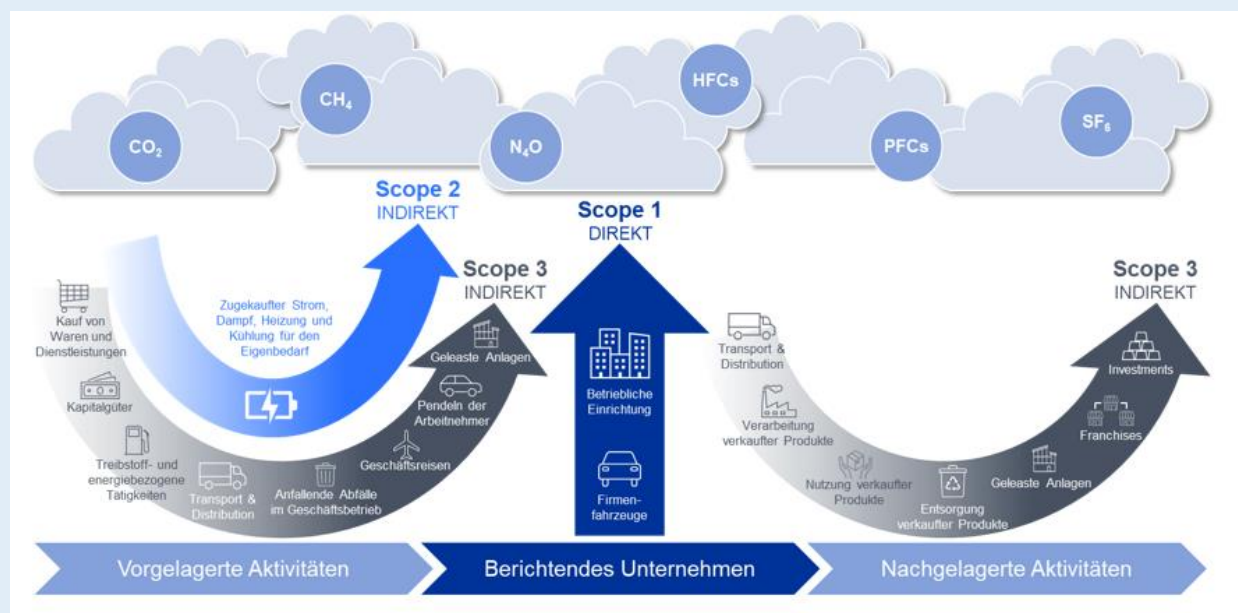 CO₂
CH₄
N₄O
HFCs
PFCs
SF₆
Scope 2
INDIREKT
Zugekaufter Strom,
Dampf, Heizung und
Kühlung für den
Eigenbedarf
Scope 3
INDIREKT
Kauf von
Waren und
Dienstleistungen
Kapitalgüter
Treibstoff- und
energiebezogene
Tätigkeiten
Transport &
Distribution
Anfallende Abfälle
im Geschäftsbetrieb
Geschäftsreisen
Pendeln der
Arbeitnehmer
Geleaste Anlagen
Scope 1
DIREKT
Betriebliche
Einrichtung
Firmen-
fahrzeuge
Scope 3
INDIREKT
Transport &
Distribution
Verarbeitung
verkaufter Produkte
Nutzung verkaufter
Produkte
Entsorgung
verkaufter Produkte
Geleaste Anlagen
Franchises
Investments
Vorgelagerte Aktivitäten
Berichtendes Unternehmen
Nachgelagerte Aktivitäten